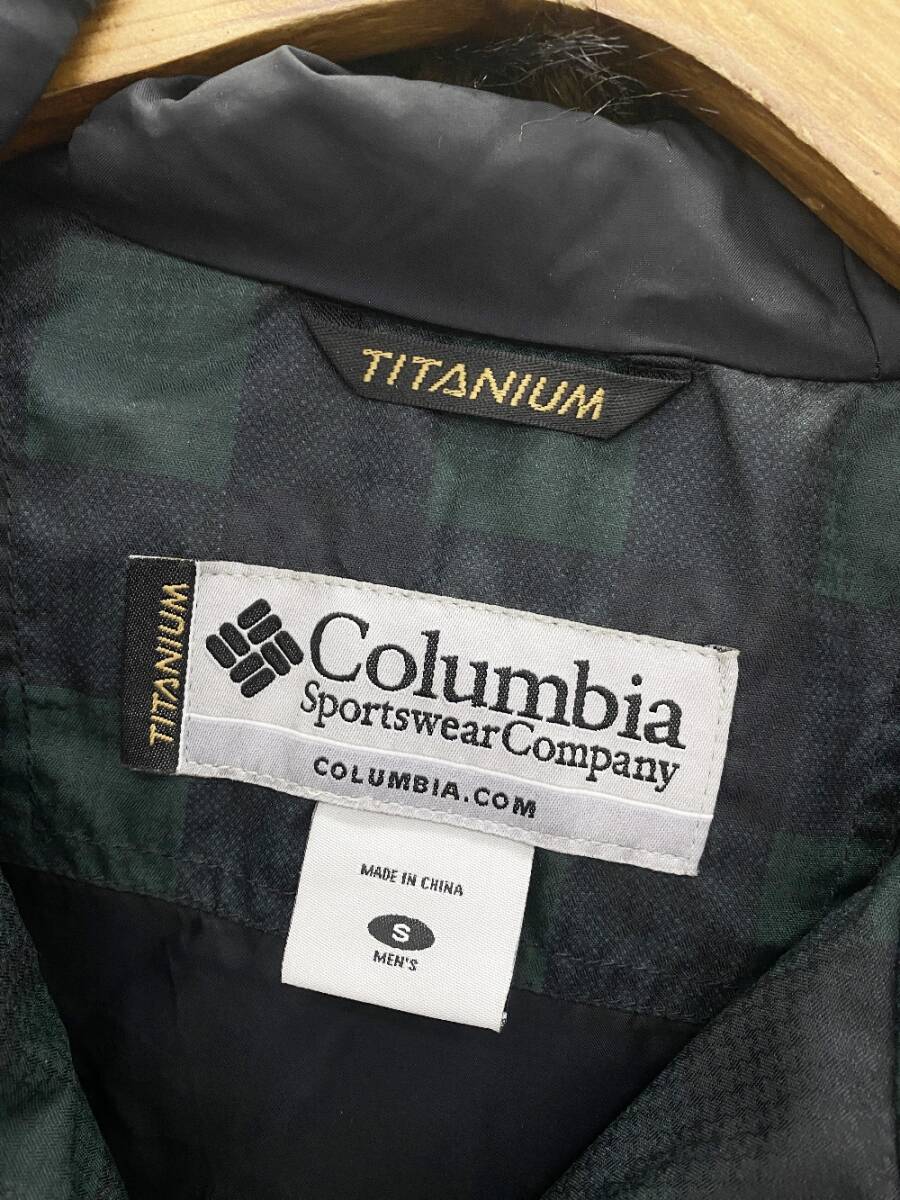 TITANIUM
TITANIUM
Columbia
Sportswear Company
COLUMBIA.COM
MADE IN CHINA
S
MEN'S